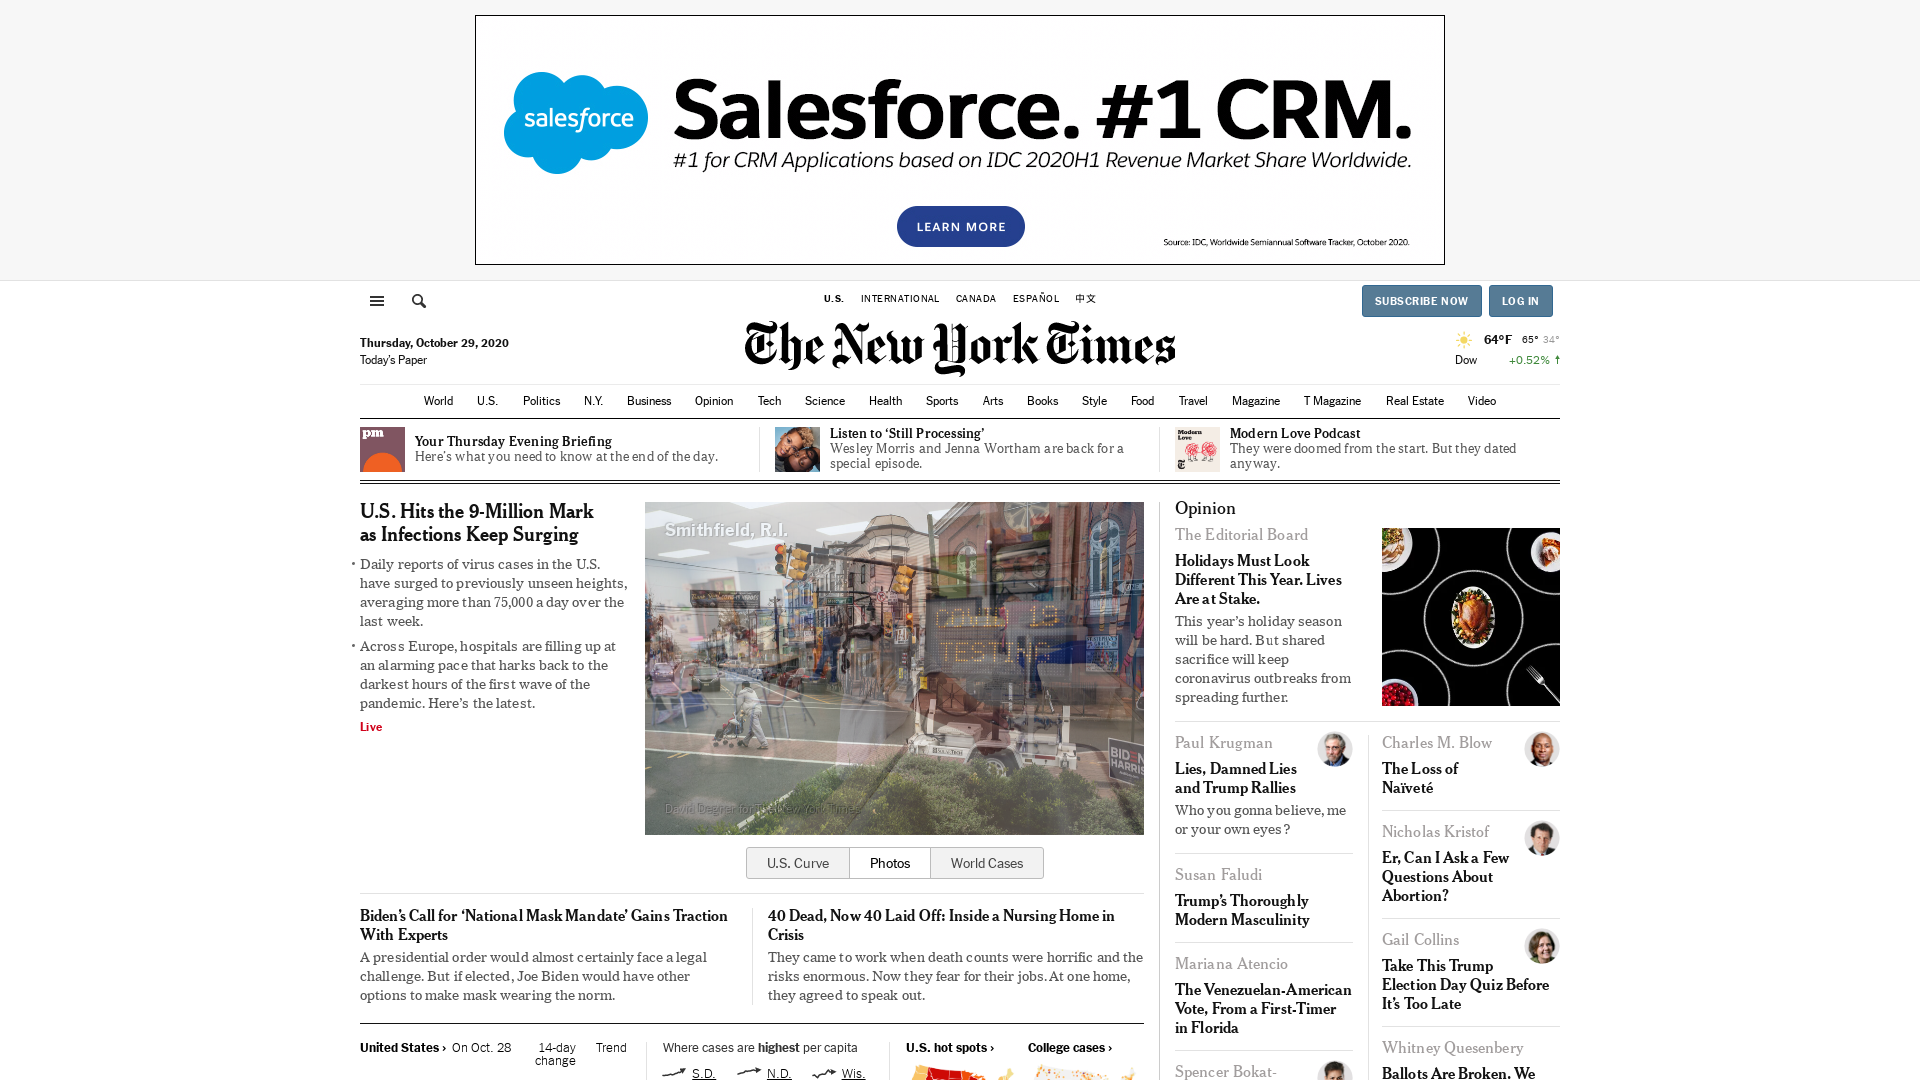 salesforce
Salesforce. #1 CRM.
#1 for CRM Applications based on IDC 2020H1 Revenue Market Share Worldwide.
LEARN MORE
Source: IDC, Worldwide Semiannual Software Tracker, October 2020.
U.S. INTERNATIONAL CANADA ESPAÑOL 中文
SUBSCRIBE NOW LOG IN
Thursday, October 29, 2020
Today's Paper
The New York Times
64°F 65° 34°
Dow +0.52% ↑
World U.S. Politics N.Y. Business Opinion Tech Science Health Sports Arts Books Style Food Travel Magazine T Magazine Real Estate Video
pm
Your Thursday Evening Briefing
Here's what you need to know at the end of the day.
Listen to ‘Still Processing’
Wesley Morris and Jenna Wortham are back for a
special episode.
Modern
Love
Modern Love Podcast
They were doomed from the start. But they dated
anyway.
U.S. Hits the 9-Million Mark
as Infections Keep Surging
• Daily reports of virus cases in the U.S.
have surged to previously unseen heights,
averaging more than 75,000 a day over the
last week.
• Across Europe, hospitals are filling up at
an alarming pace that harks back to the
darkest hours of the first wave of the
pandemic. Here's the latest.
Live
Smithfield, R.I.
COVID 19
TESTING
BIDEN
HARRIS
David Degner for The New York Times
U.S. Curve Photos World Cases
Biden's Call for ‘National Mask Mandate’ Gains Traction
With Experts
A presidential order would almost certainly face a legal
challenge. But if elected, Joe Biden would have other
options to make mask wearing the norm.
40 Dead, Now 40 Laid Off: Inside a Nursing Home in
Crisis
They came to work when death counts were horrific and the
risks enormous. Now they fear for their jobs. At one home,
they agreed to speak out.
United States › On Oct. 28 14-day
change Trend
Where cases are highest per capita
S.D. N.D. Wis.
U.S. hot spots › College cases ›
Opinion
The Editorial Board
Holidays Must Look
Different This Year. Lives
Are at Stake.
This year's holiday season
will be hard. But shared
sacrifice will keep
coronavirus outbreaks from
spreading further.
Paul Krugman
Lies, Damned Lies
and Trump Rallies
Who you gonna believe, me
or your own eyes?
Susan Faludi
Trump's Thoroughly
Modern Masculinity
Mariana Atencio
The Venezuelan-American
Vote, From a First-Timer
in Florida
Spencer Bokat-
Charles M. Blow
The Loss of
Naïveté
Nicholas Kristof
Er, Can I Ask a Few
Questions About
Abortion?
Gail Collins
Take This Trump
Election Day Quiz Before
It's Too Late
Whitney Quesenbery
Ballots Are Broken. We